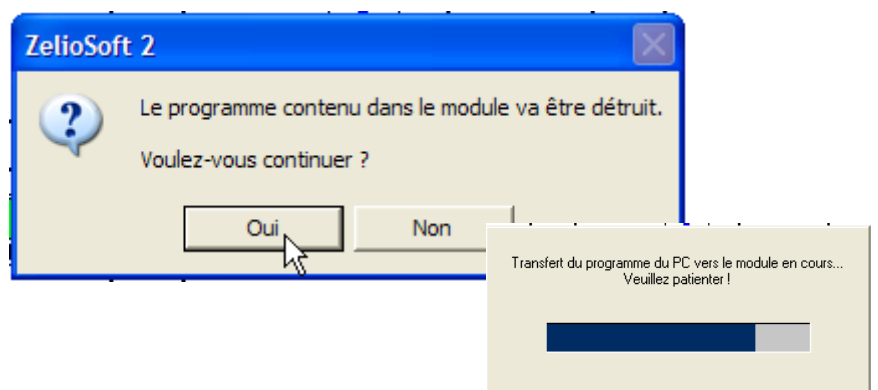 ZelioSoft 2
Le programme contenu dans le module va être détruit.
Voulez-vous continuer ?
Oui
Non
Transfert du programme du PC vers le module en cours...
Veuillez patienter !